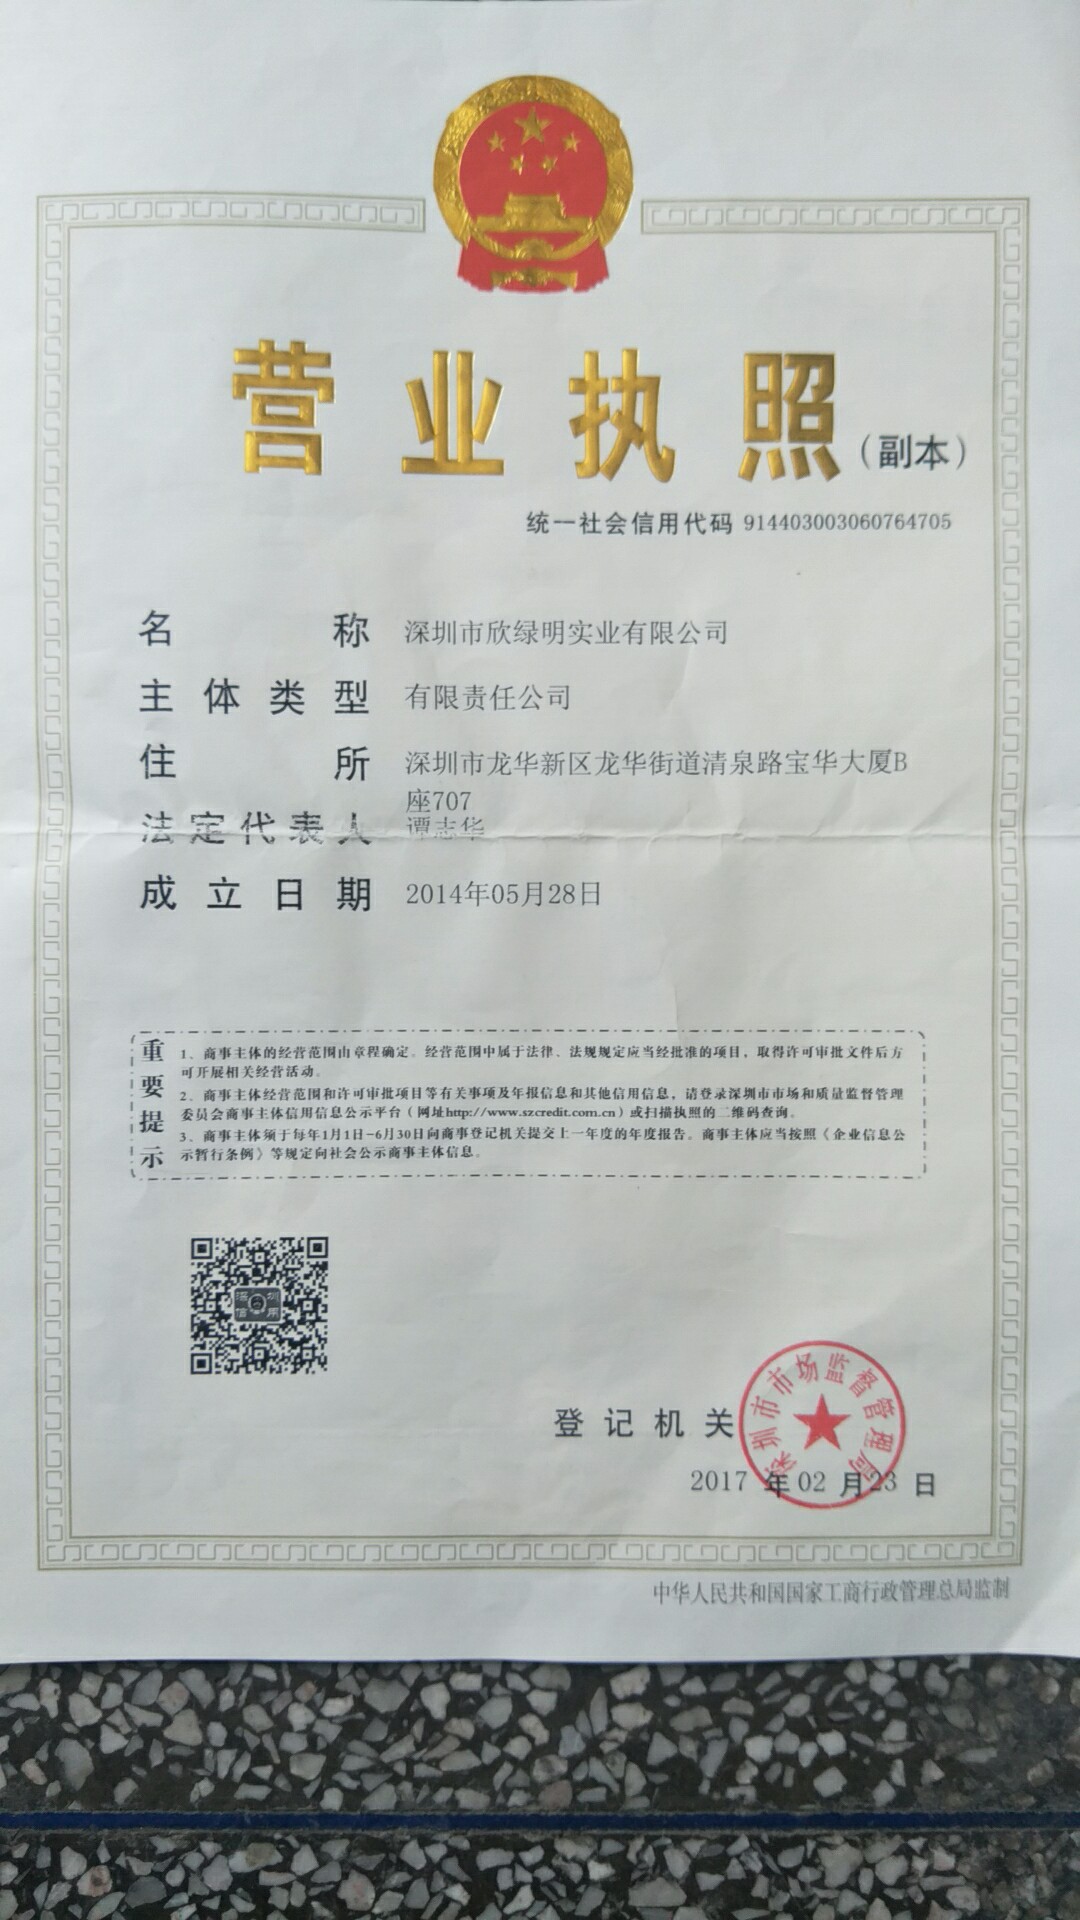 营业执照（副本）
统一社会信用代码 914403003060764705
名称 深圳市欣绿明实业有限公司
主体类型 有限责任公司
住所 深圳市龙华新区龙华街道清泉路宝华大厦B
座707
法定代表人 谭志华
成立日期 2014年05月28日
重要提示
1、商事主体的经营范围由章程确定。经营范围中属于法律、法规规定应当经批准的项目，取得许可审批文件后方
可开展相关经营活动。
2、商事主体经营范围和许可审批项目等有关事项及年报信息和其他信用信息，请登录深圳市市场和质量监督管理
委员会商事主体信用信息公示平台（网址http://www.szcredit.com.cn）或扫描执照的二维码查询。
3、商事主体须于每年1月1日-6月30日向商事登记机关提交上一年度的年度报告。商事主体应当按照《企业信息公
示暂行条例》等规定向社会公示商事主体信息。
深圳信用
登记机关
深圳市市场监督管理局
2017 年 02 月 23 日
中华人民共和国国家工商行政管理总局监制